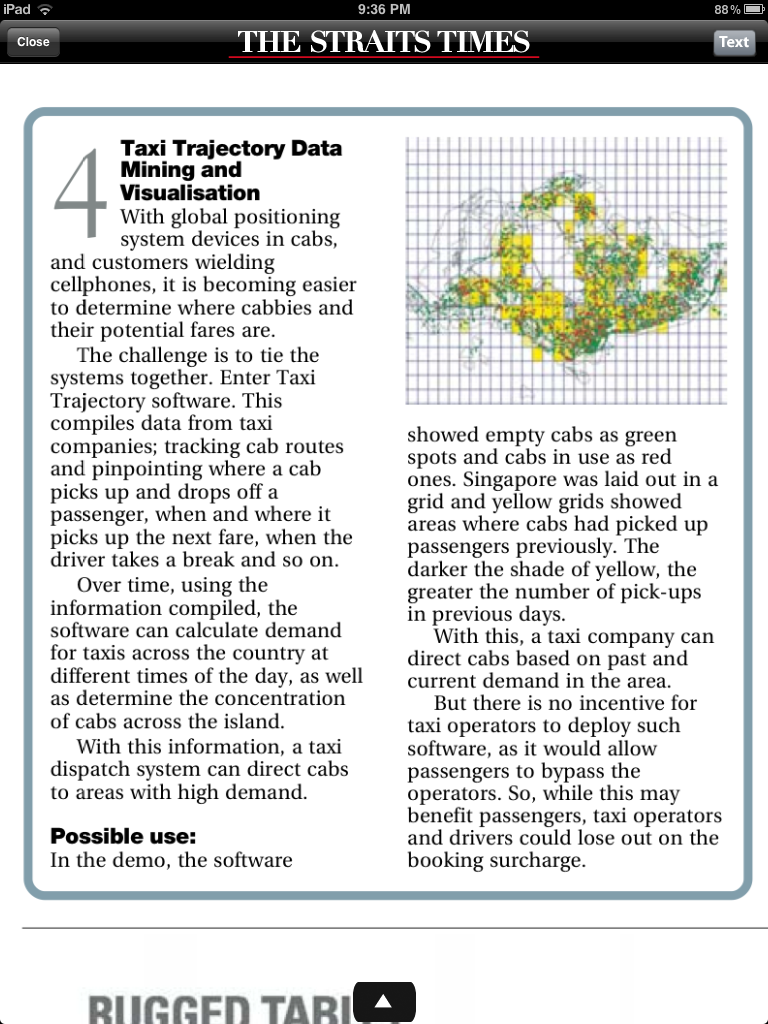 iPad 9:36 PM 88%
Close THE STRAITS TIMES Text
4
Taxi Trajectory Data
Mining and
Visualisation
With global positioning
system devices in cabs,
and customers wielding
cellphones, it is becoming easier
to determine where cabbies and
their potential fares are.
The challenge is to tie the
systems together. Enter Taxi
Trajectory software. This
compiles data from taxi
companies; tracking cab routes
and pinpointing where a cab
picks up and drops off a
passenger, when and where it
picks up the next fare, when the
driver takes a break and so on.
Over time, using the
information compiled, the
software can calculate demand
for taxis across the country at
different times of the day, as well
as determine the concentration
of cabs across the island.
With this information, a taxi
dispatch system can direct cabs
to areas with high demand.
Possible use:
In the demo, the software
showed empty cabs as green
spots and cabs in use as red
ones. Singapore was laid out in a
grid and yellow grids showed
areas where cabs had picked up
passengers previously. The
darker the shade of yellow, the
greater the number of pick-ups
in previous days.
With this, a taxi company can
direct cabs based on past and
current demand in the area.
But there is no incentive for
taxi operators to deploy such
software, as it would allow
passengers to bypass the
operators. So, while this may
benefit passengers, taxi operators
and drivers could lose out on the
booking surcharge.
RUGGED